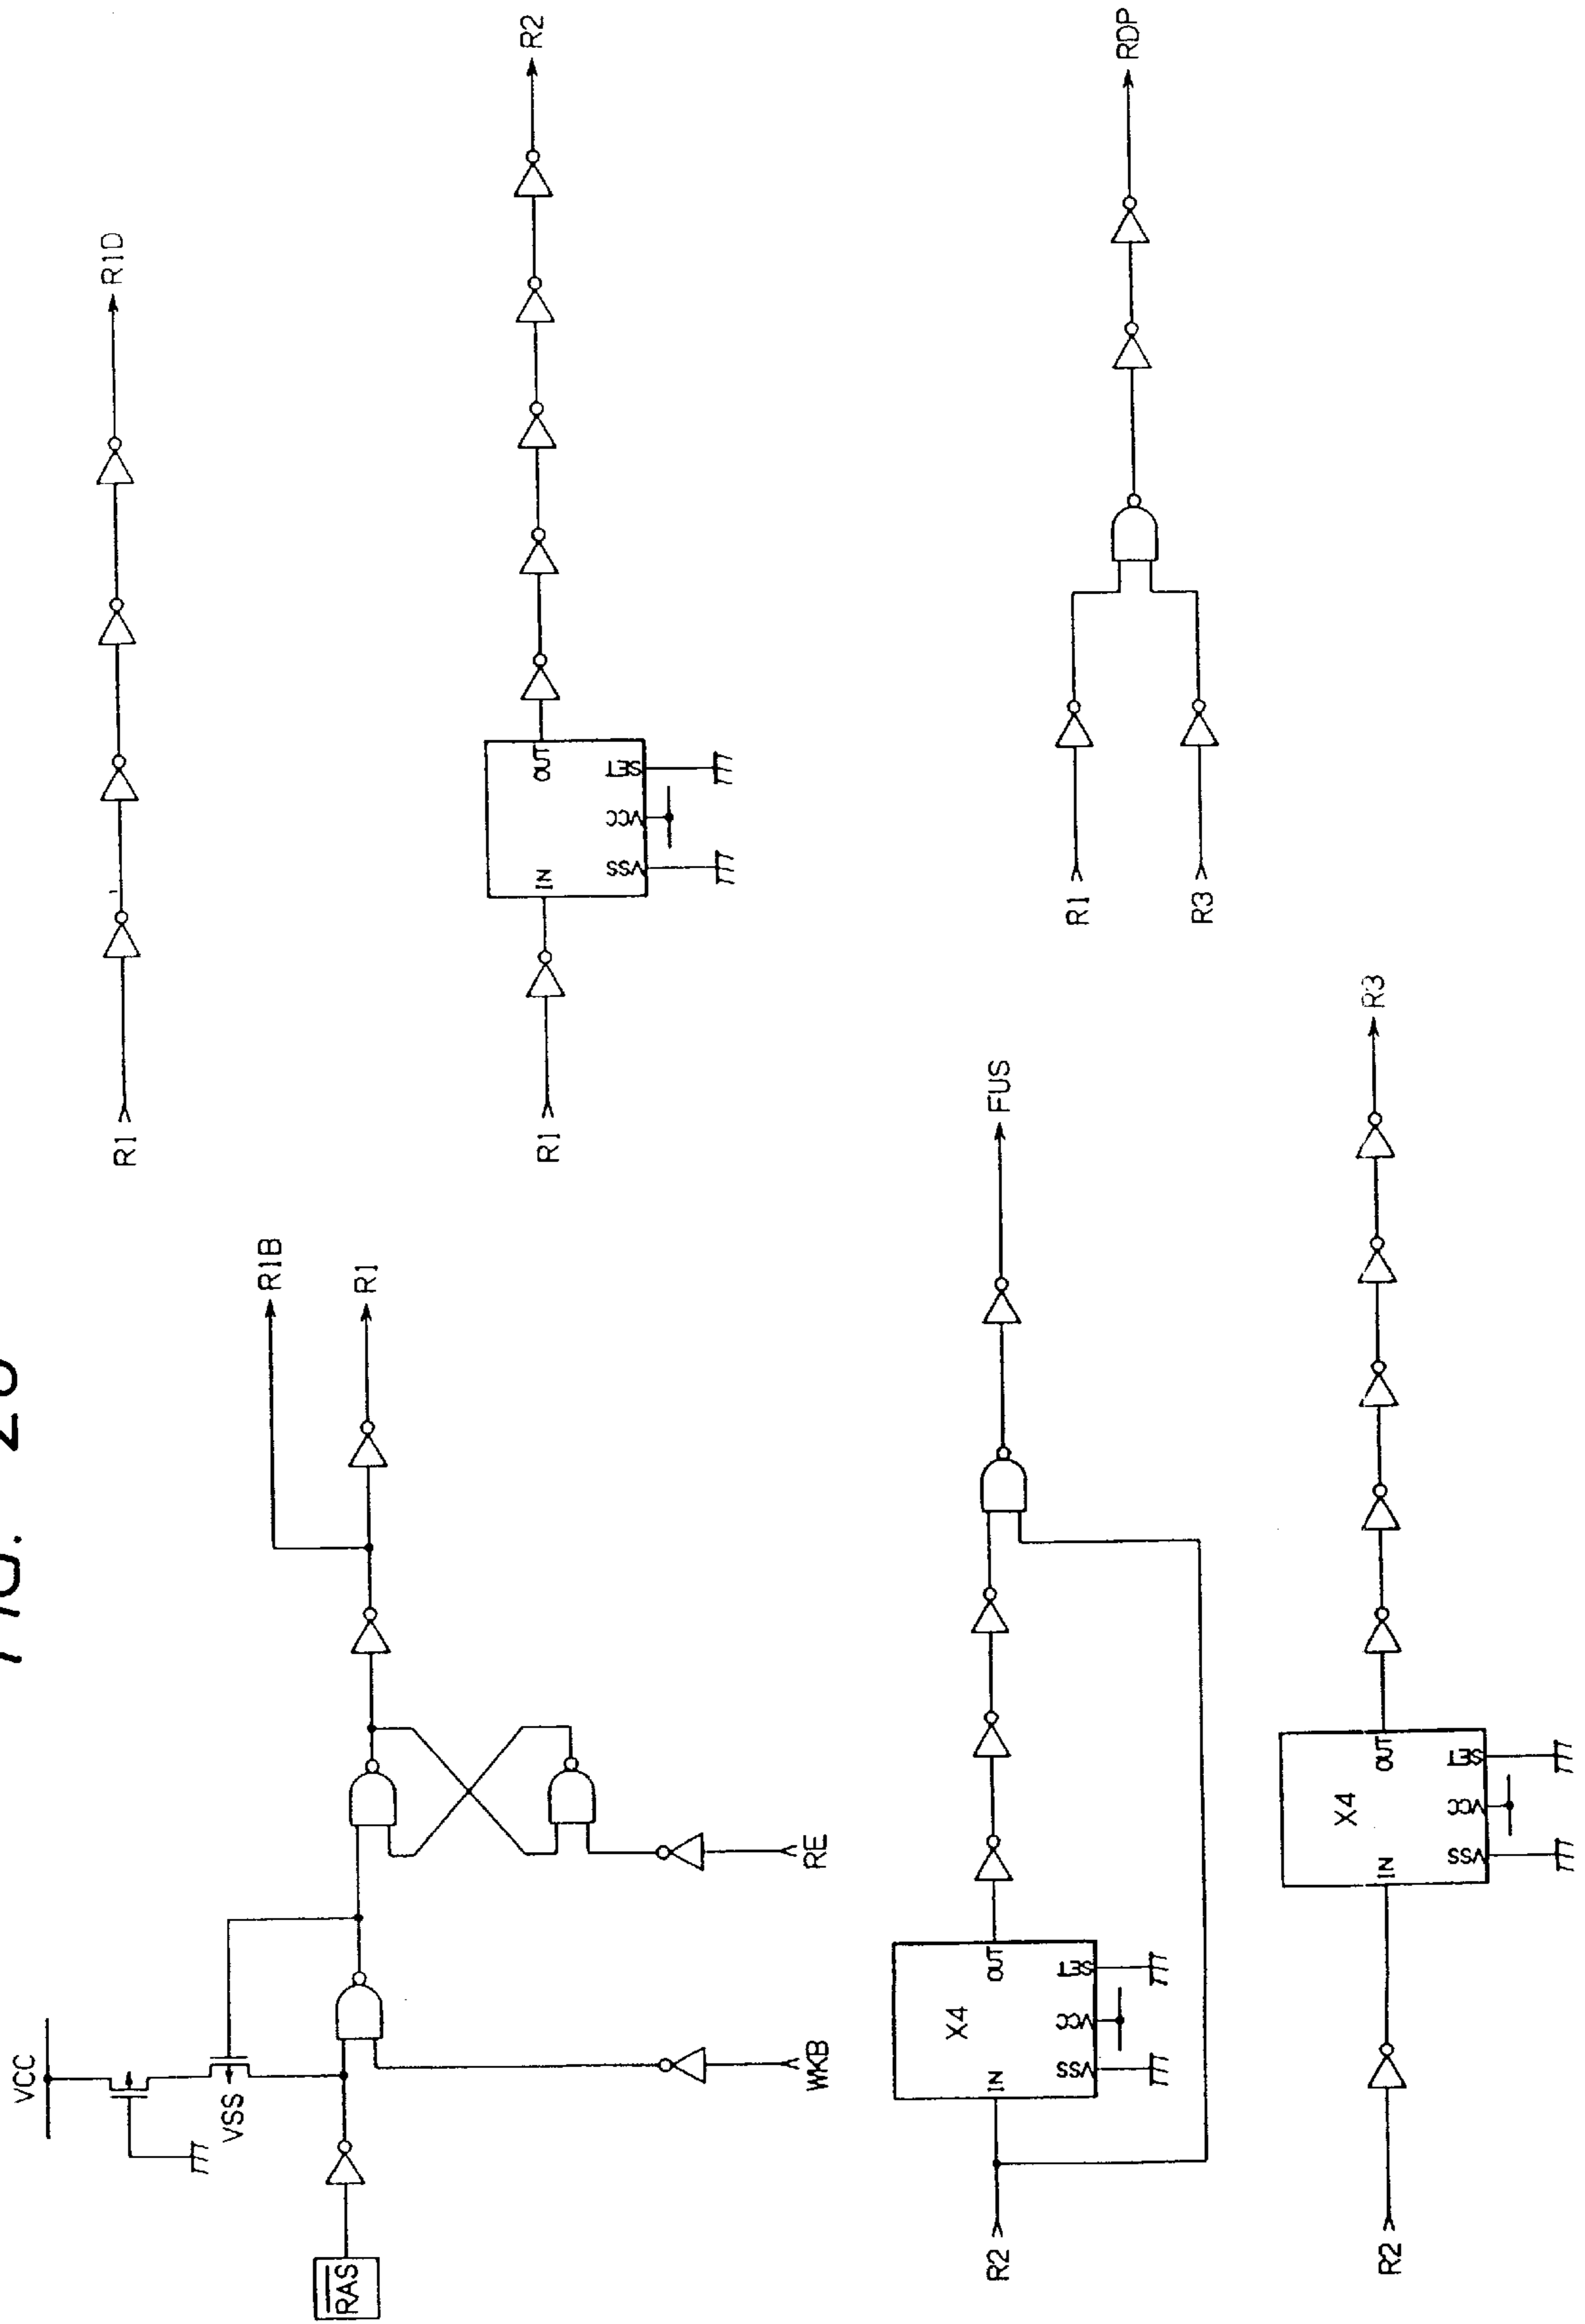 VCC
VSS
RAS
WKB
RE
R1B
R1
R1
R1D
R1
IN
OUT
VSS
VCC
SET
R2
R2
X4
IN
OUT
VSS
VCC
SET
FUS
R1
R3
RDP
R2
X4
IN
OUT
VSS
VCC
SET
R3